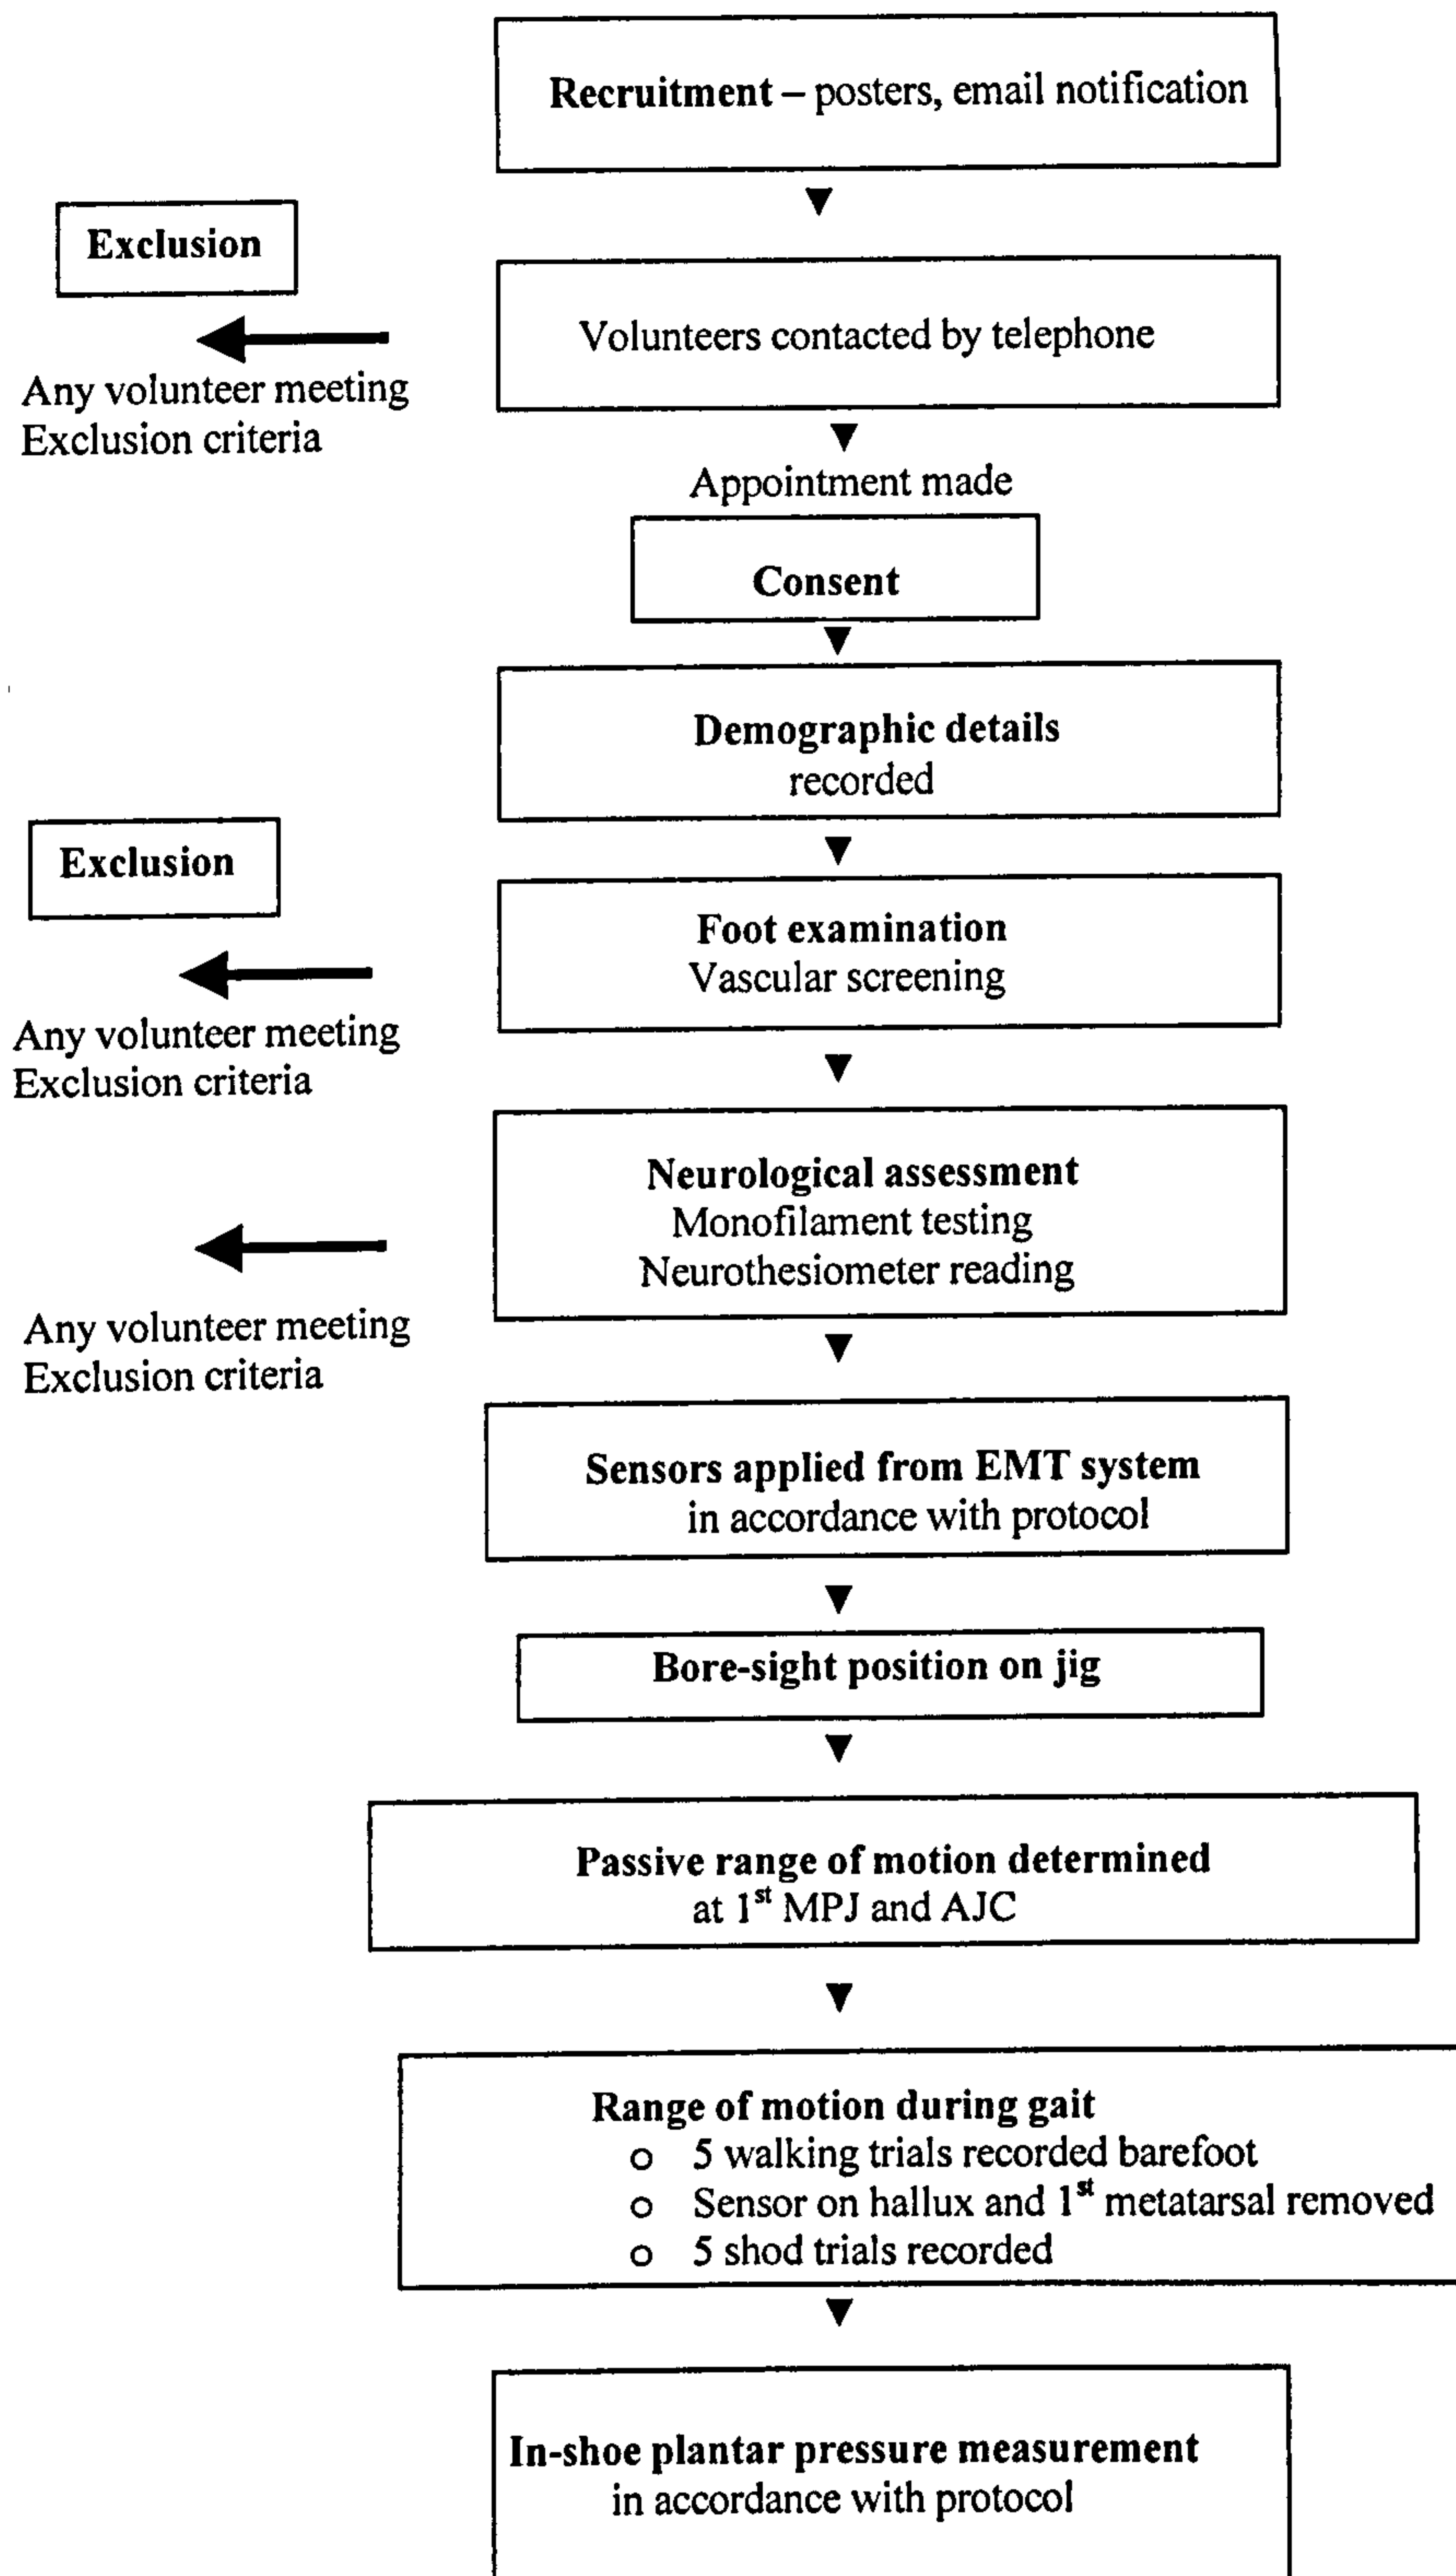 Recruitment – posters, email notification
Exclusion
Volunteers contacted by telephone
Any volunteer meeting
Exclusion criteria
Appointment made
Consent
Demographic details
recorded
Exclusion
Foot examination
Vascular screening
Any volunteer meeting
Exclusion criteria
Neurological assessment
Monofilament testing
Neurothesiometer reading
Any volunteer meeting
Exclusion criteria
Sensors applied from EMT system
in accordance with protocol
Bore-sight position on jig
Passive range of motion determined
at 1st MPJ and AJC
Range of motion during gait
o 5 walking trials recorded barefoot
o Sensor on hallux and 1st metatarsal removed
o 5 shod trials recorded
In-shoe plantar pressure measurement
in accordance with protocol